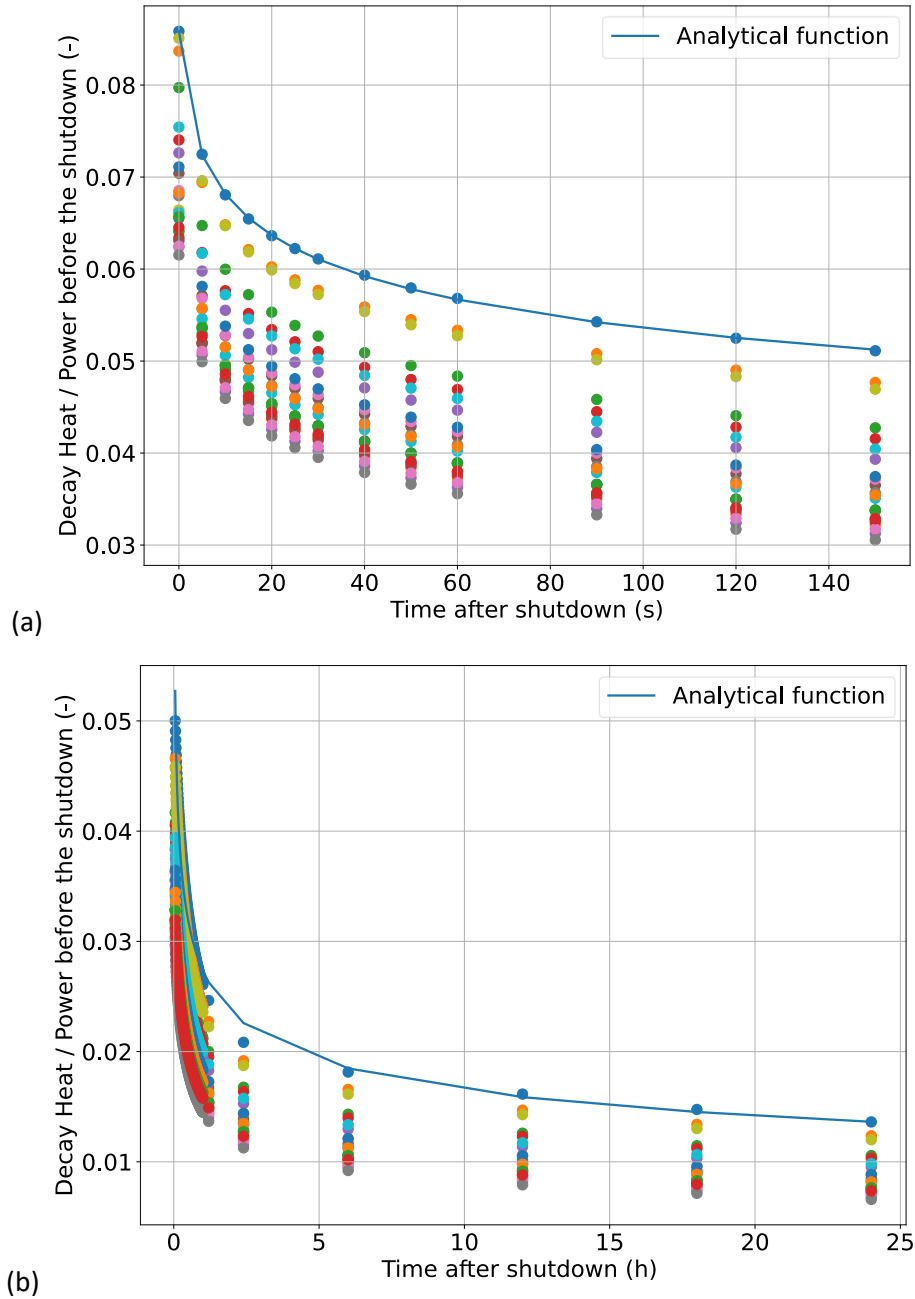 Analytical function
Decay Heat / Power before the shutdown (-)
0.08
0.07
0.06
0.05
0.04
0.03
0 20 40 60 80 100 120 140
Time after shutdown (s)
(a)
Analytical function
Decay Heat / Power before the shutdown (-)
0.05
0.04
0.03
0.02
0.01
0 5 10 15 20 25
Time after shutdown (h)
(b)